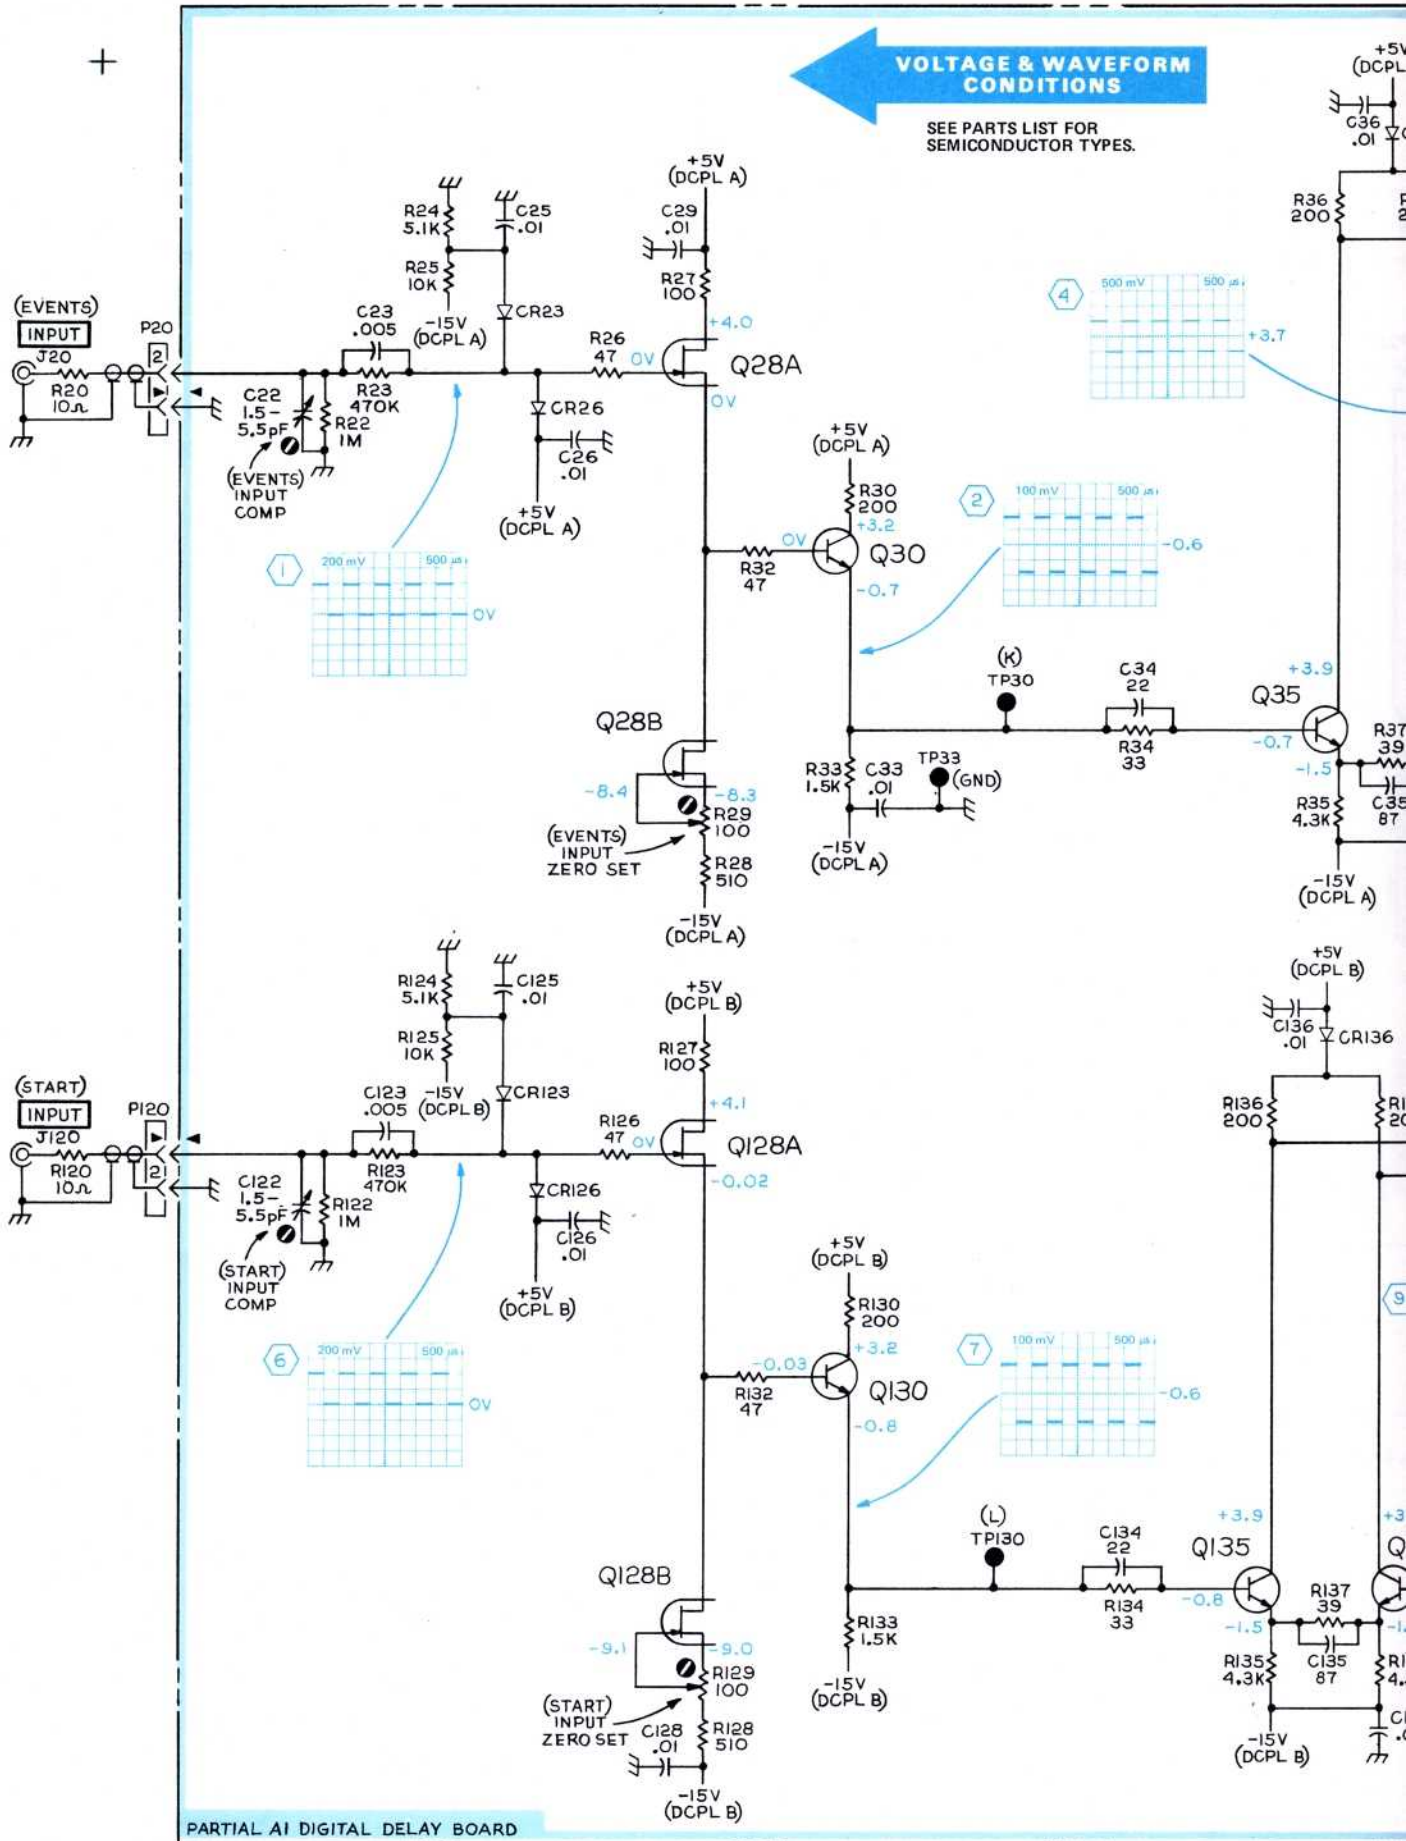 VOLTAGE & WAVEFORM
CONDITIONS
SEE PARTS LIST FOR
SEMICONDUCTOR TYPES.
+5V
(DCPL
C36
.01
R36
200
+5V
(DCPL A)
C29
.01
R27
100
+4.0
Q28A
0V
0V
R24
5.1K
C25
.01
R25
10K
-15V
(DCPL A)
CR23
(EVENTS)
INPUT
J20
R20
10Ω
P20
2
1
C23
.005
R23
470K
C22
1.5-
5.5pF
R22
1M
(EVENTS)
INPUT
COMP
R26
47
CR26
C26
.01
+5V
(DCPL A)
4
500 mV
500 µs
+3.7
1
200 mV
500 µs
0V
+5V
(DCPL A)
R30
200
+3.2
Q30
0V
R32
47
-0.7
2
100 mV
500 µs
-0.6
(K)
TP30
C34
22
R34
33
+3.9
Q35
-0.7
-1.5
R37
39
C35
87
R35
4.3K
-15V
(DCPL A)
Q28B
-8.4
-8.3
R29
100
(EVENTS)
INPUT
ZERO SET
R28
510
-15V
(DCPL A)
R33
1.5K
C33
.01
TP33
(GND)
-15V
(DCPL A)
R124
5.1K
C125
.01
R125
10K
-15V
(DCPL B)
CR123
+5V
(DCPL B)
R127
100
+4.1
Q128A
0V
-0.02
(START)
INPUT
J120
R120
10Ω
P120
1
2
C123
.005
R123
470K
C122
1.5-
5.5pF
R122
1M
(START)
INPUT
COMP
R126
47
CR126
C126
.01
+5V
(DCPL B)
+5V
(DCPL B)
C136
.01
CR136
R136
200
9
6
200 mV
500 µs
0V
+5V
(DCPL B)
R130
200
+3.2
Q130
-0.03
R132
47
-0.8
7
100 mV
500 µs
-0.6
(L)
TP130
C134
22
R134
33
+3.9
Q135
-0.8
-1.5
R137
39
C135
87
R135
4.3K
-15V
(DCPL B)
Q128B
-9.1
-9.0
R129
100
(START)
INPUT
ZERO SET
C128
.01
R128
510
-15V
(DCPL B)
R133
1.5K
-15V
(DCPL B)
PARTIAL A1 DIGITAL DELAY BOARD